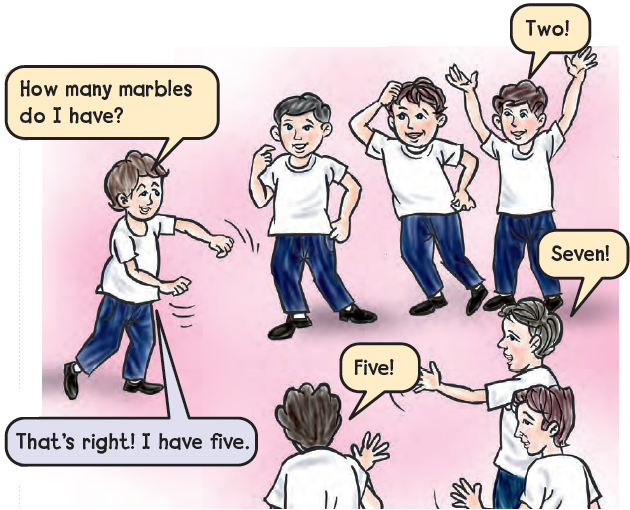 How many marbles
do I have?
Two!
Seven!
Five!
That's right! I have five.